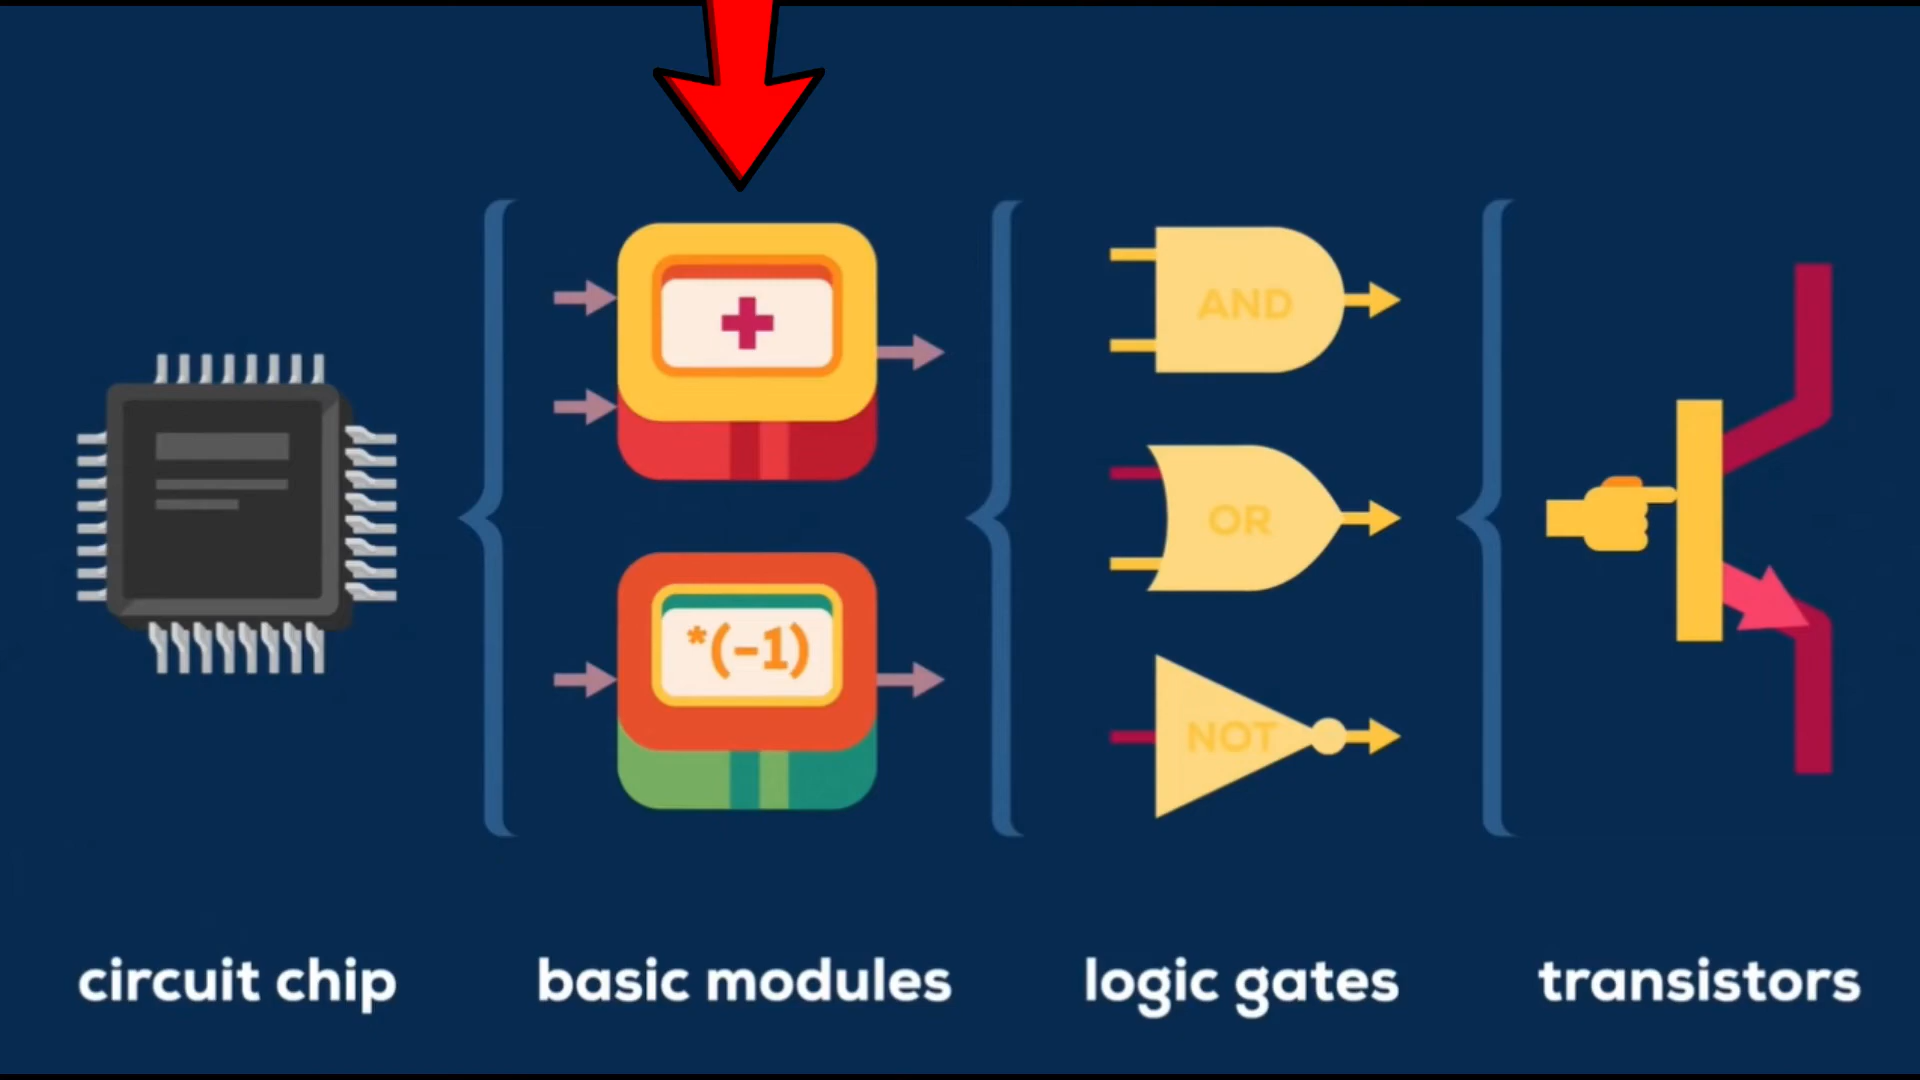 +
*(-1)
AND
OR
NOT
circuit chip
basic modules
logic gates
transistors